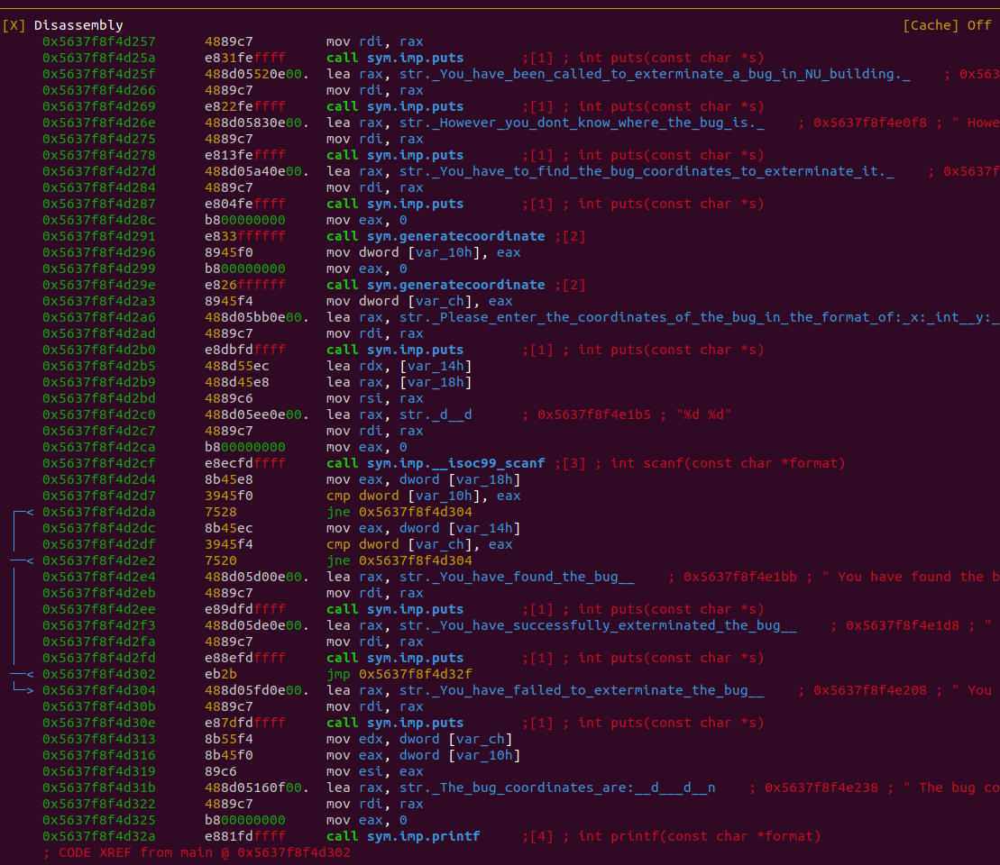 [X] Disassembly [Cache] Off
0x5637f8f4d257 4889c7 mov rdi, rax
0x5637f8f4d25a e831feffff call sym.imp.puts ;[1] ; int puts(const char *s)
0x5637f8f4d25f 488d05520e00. lea rax, str._You_have_been_called_to_exterminate_a_bug_in_NU_building._ ; 0x563
0x5637f8f4d266 4889c7 mov rdi, rax
0x5637f8f4d269 e822feffff call sym.imp.puts ;[1] ; int puts(const char *s)
0x5637f8f4d26e 488d05830e00. lea rax, str._However_you_dont_know_where_the_bug_is._ ; 0x5637f8f4e0f8 ; " Howe
0x5637f8f4d275 4889c7 mov rdi, rax
0x5637f8f4d278 e813feffff call sym.imp.puts ;[1] ; int puts(const char *s)
0x5637f8f4d27d 488d05a40e00. lea rax, str._You_have_to_find_the_bug_coordinates_to_exterminate_it._ ; 0x5637f
0x5637f8f4d284 4889c7 mov rdi, rax
0x5637f8f4d287 e804feffff call sym.imp.puts ;[1] ; int puts(const char *s)
0x5637f8f4d28c b800000000 mov eax, 0
0x5637f8f4d291 e833ffffff call sym.generatecoordinate ;[2]
0x5637f8f4d296 8945f0 mov dword [var_10h], eax
0x5637f8f4d299 b800000000 mov eax, 0
0x5637f8f4d29e e826ffffff call sym.generatecoordinate ;[2]
0x5637f8f4d2a3 8945f4 mov dword [var_ch], eax
0x5637f8f4d2a6 488d05bb0e00. lea rax, str._Please_enter_the_coordinates_of_the_bug_in_the_format_of:_x:_int__y:_
0x5637f8f4d2ad 4889c7 mov rdi, rax
0x5637f8f4d2b0 e8dbfdffff call sym.imp.puts ;[1] ; int puts(const char *s)
0x5637f8f4d2b5 488d55ec lea rdx, [var_14h]
0x5637f8f4d2b9 488d45e8 lea rax, [var_18h]
0x5637f8f4d2bd 4889c6 mov rsi, rax
0x5637f8f4d2c0 488d05ee0e00. lea rax, str._d__d ; 0x5637f8f4e1b5 ; "%d %d"
0x5637f8f4d2c7 4889c7 mov rdi, rax
0x5637f8f4d2ca b800000000 mov eax, 0
0x5637f8f4d2cf e8ecfdffff call sym.imp.__isoc99_scanf ;[3] ; int scanf(const char *format)
0x5637f8f4d2d4 8b45e8 mov eax, dword [var_18h]
0x5637f8f4d2d7 3945f0 cmp dword [var_10h], eax
< 0x5637f8f4d2da 7528 jne 0x5637f8f4d304
0x5637f8f4d2dc 8b45ec mov eax, dword [var_14h]
0x5637f8f4d2df 3945f4 cmp dword [var_ch], eax
< 0x5637f8f4d2e2 7520 jne 0x5637f8f4d304
0x5637f8f4d2e4 488d05d00e00. lea rax, str._You_have_found_the_bug__ ; 0x5637f8f4e1bb ; " You have found the b
0x5637f8f4d2eb 4889c7 mov rdi, rax
0x5637f8f4d2ee e89dfdffff call sym.imp.puts ;[1] ; int puts(const char *s)
0x5637f8f4d2f3 488d05de0e00. lea rax, str._You_have_successfully_exterminated_the_bug__ ; 0x5637f8f4e1d8 ; "
0x5637f8f4d2fa 4889c7 mov rdi, rax
0x5637f8f4d2fd e88efdffff call sym.imp.puts ;[1] ; int puts(const char *s)
< 0x5637f8f4d302 eb2b jmp 0x5637f8f4d32f
> 0x5637f8f4d304 488d05fd0e00. lea rax, str._You_have_failed_to_exterminate_the_bug__ ; 0x5637f8f4e208 ; " You
0x5637f8f4d30b 4889c7 mov rdi, rax
0x5637f8f4d30e e87dfdffff call sym.imp.puts ;[1] ; int puts(const char *s)
0x5637f8f4d313 8b55f4 mov edx, dword [var_ch]
0x5637f8f4d316 8b45f0 mov eax, dword [var_10h]
0x5637f8f4d319 89c6 mov esi, eax
0x5637f8f4d31b 488d05160f00. lea rax, str._The_bug_coordinates_are:__d___d__n ; 0x5637f8f4e238 ; " The bug co
0x5637f8f4d322 4889c7 mov rdi, rax
0x5637f8f4d325 b800000000 mov eax, 0
0x5637f8f4d32a e881fdffff call sym.imp.printf ;[4] ; int printf(const char *format)
; CODE XREF from main @ 0x5637f8f4d302